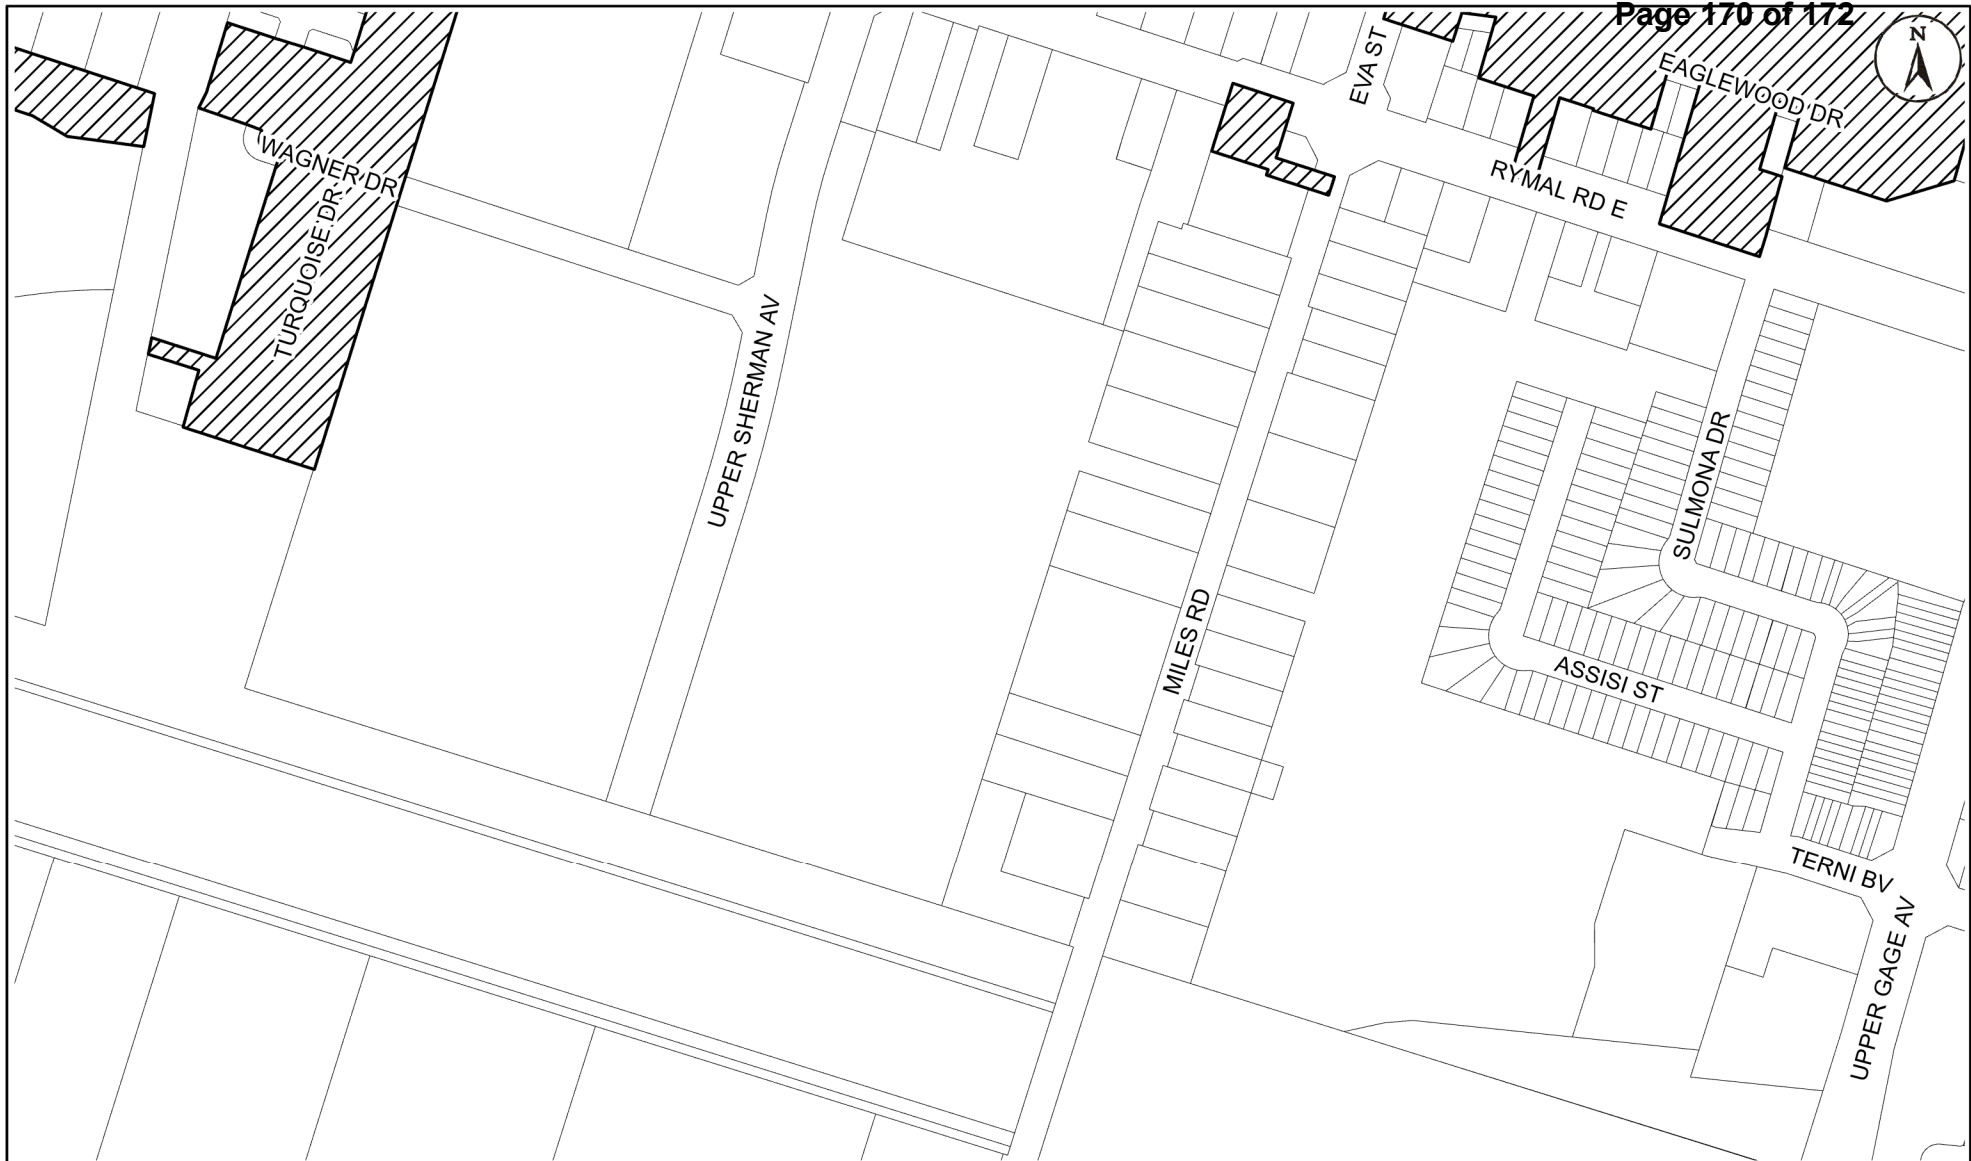 Page 170 of 172
N
EVA ST
EAGLEWOOD DR
WAGNER DR
RYMAL RD E
TURQUOISE DR
UPPER SHERMAN AV
SULMONA DR
MILES RD
ASSISI ST
TERNI BV
UPPER GAGE AV